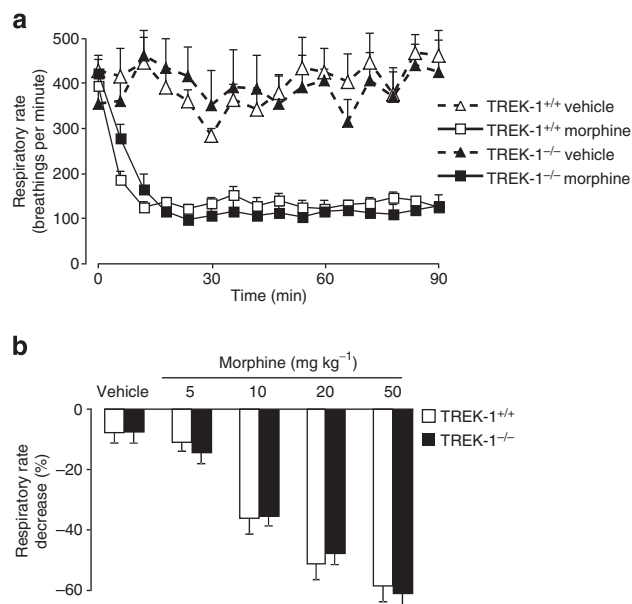 a
Respiratory rate
(breathings per minute)
500
400
300
200
100
0
0
30
60
90
Time (min)
TREK-1+/+ vehicle
TREK-1+/+ morphine
TREK-1−/− vehicle
TREK-1−/− morphine
b
Morphine (mg kg−1)
Vehicle 5 10 20 50
Respiratory rate
decrease (%)
0
−20
−40
−60
TREK-1+/+
TREK-1−/−